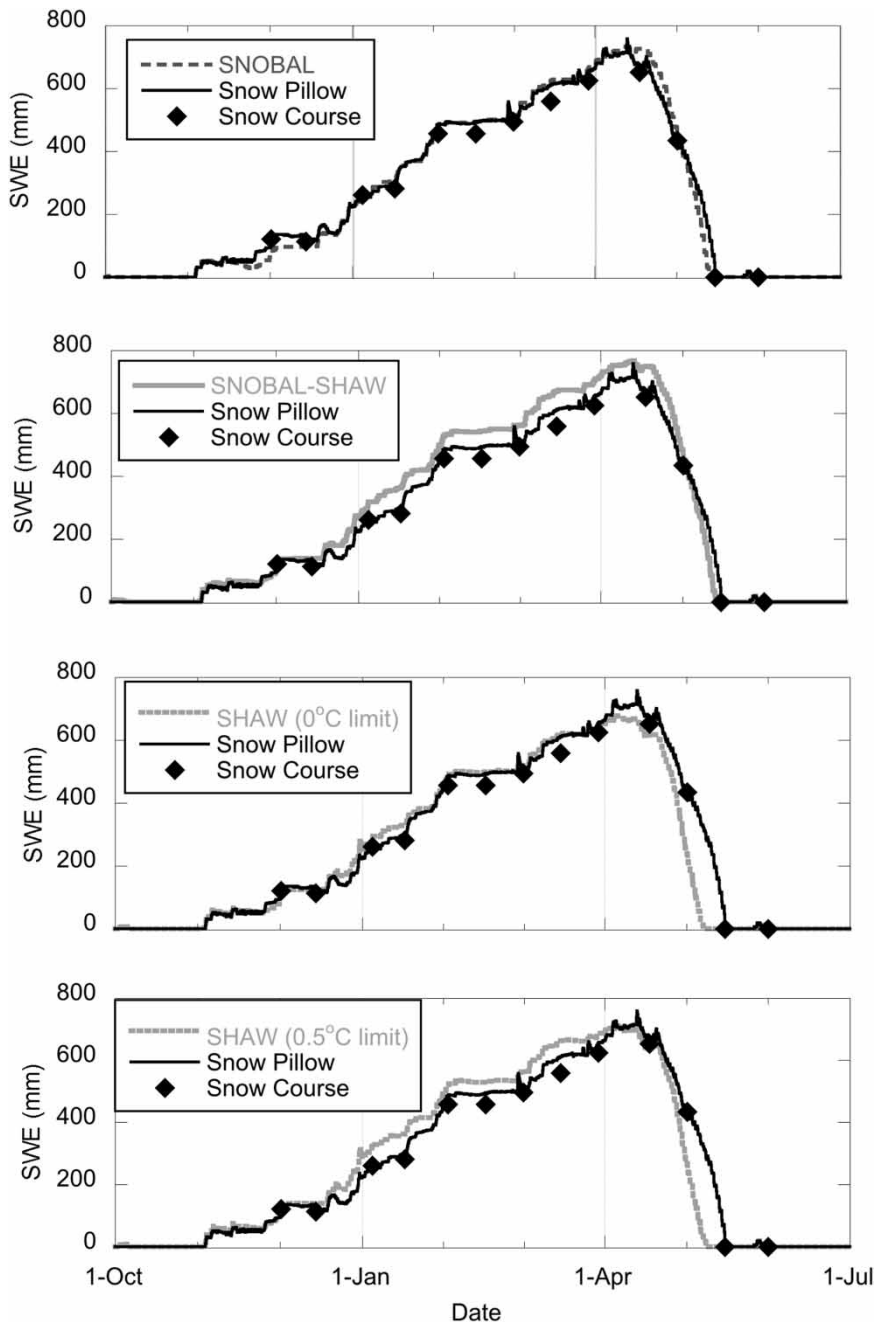 800
SNOBAL
Snow Pillow
Snow Course
600
SWE (mm)
400
200
0
800
SNOBAL-SHAW
Snow Pillow
Snow Course
600
SWE (mm)
400
200
0
800
SHAW (0°C limit)
Snow Pillow
Snow Course
600
SWE (mm)
400
200
0
800
SHAW (0.5°C limit)
Snow Pillow
Snow Course
600
SWE (mm)
400
200
0
1-Oct 1-Jan 1-Apr 1-Jul
Date